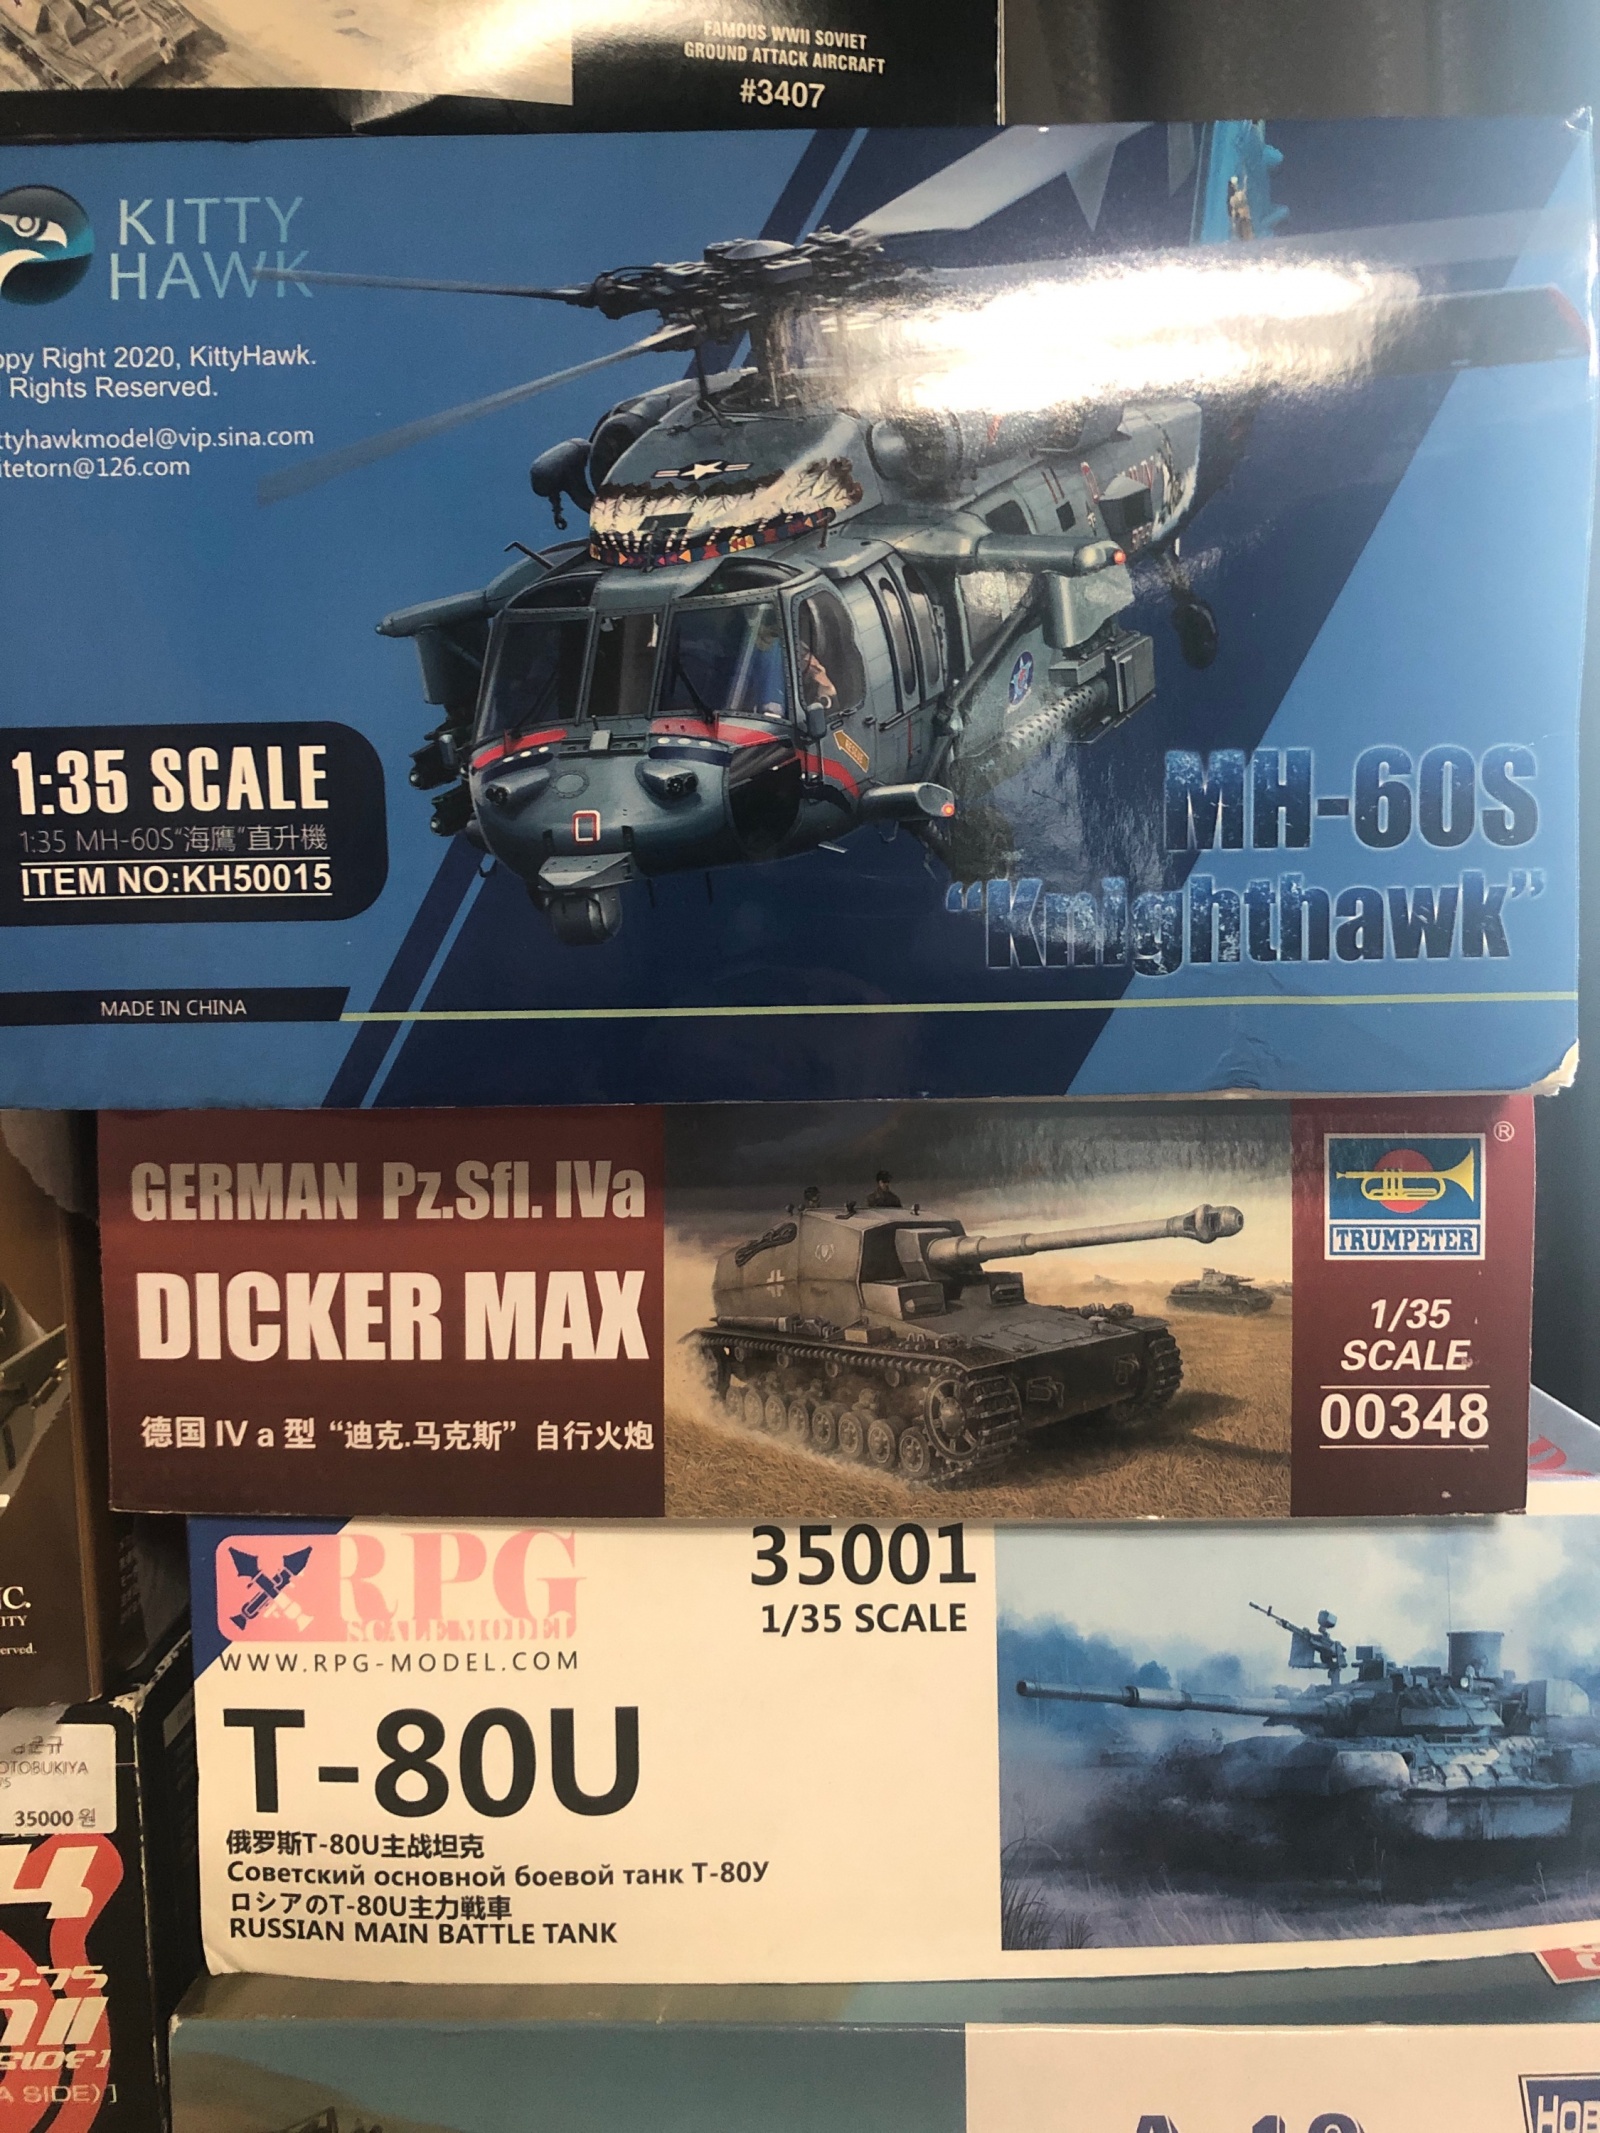 FAMOUS WWII SOVIET
GROUND ATTACK AIRCRAFT
#3407
KITTY
HAWK
Right 2020, KittyHawk.
Rights Reserved.
1:35 SCALE
1:35 MH-60S“海鷹”直升機
ITEM NO:KH50015
MH-60S
“Knighthawk”
MADE IN CHINA
GERMAN Pz.Sfl. IVa
DICKER MAX
德国 IV a 型 “迪克.马克斯” 自行火炮
TRUMPETER
®
1/35
SCALE
00348
RPG
SCALE MODEL
WWW.RPG-MODEL.COM
35001
1/35 SCALE
T-80U
俄罗斯T-80U主战坦克
Советский основной боевой танк Т-80У
ロシアのT-80U主力戦車
RUSSIAN MAIN BATTLE TANK
35000 원
A SIDE)]